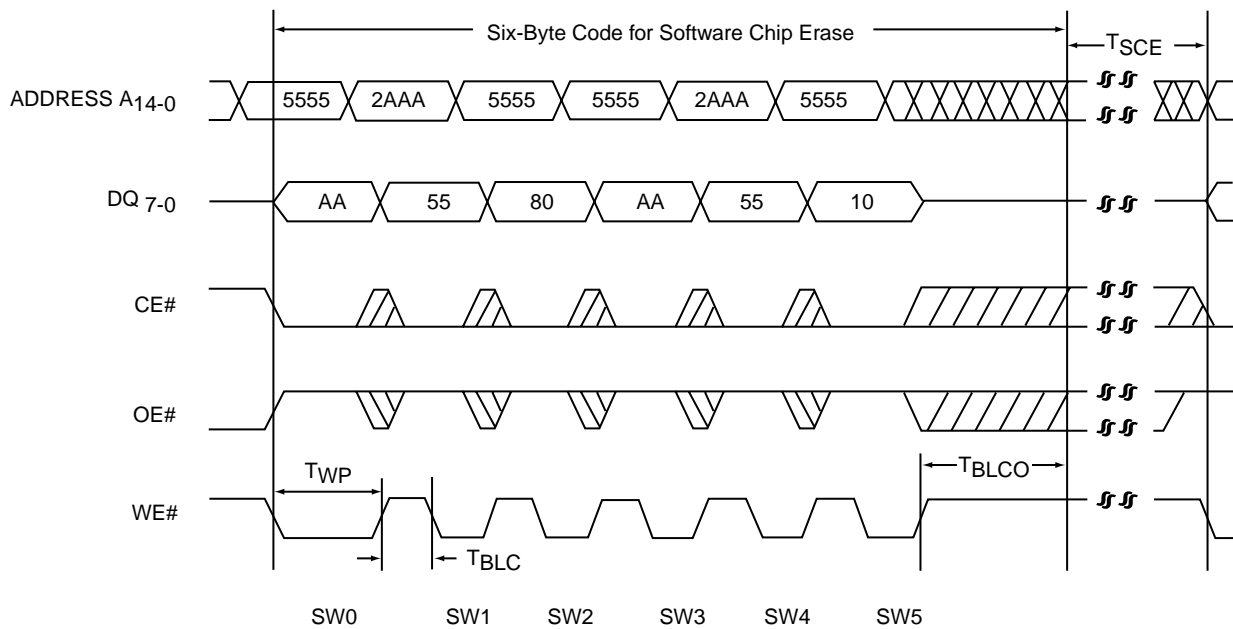 Six-Byte Code for Software Chip Erase
TSCE
ADDRESS A14-0
5555 2AAA 5555 5555 2AAA 5555
DQ 7-0
AA 55 80 AA 55 10
CE#
OE#
TWP
TBLCO
WE#
TBLC
SW0 SW1 SW2 SW3 SW4 SW5